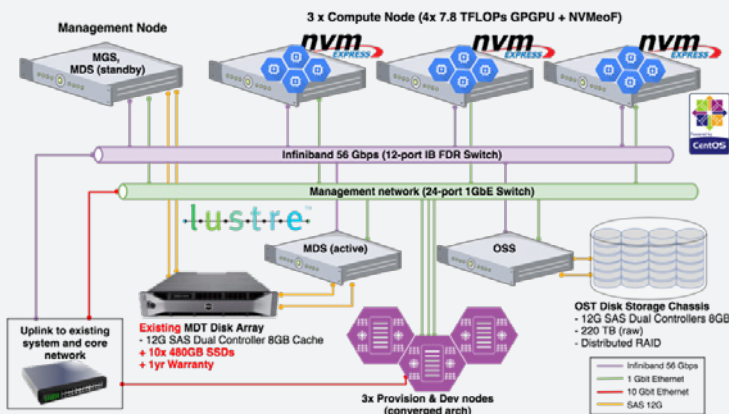 3 x Compute Node (4x 7.8 TFLOPs GPGPU + NVMeoF)
Management Node
nvm
EXPRESS
nvm
EXPRESS
nvm
EXPRESS
MGS,
MDS (standby)
Powered by
CentOS
Infiniband 56 Gbps (12-port IB FDR Switch)
Management network (24-port 1GbE Switch)
lustre™
MDS (active)
OSS
Existing MDT Disk Array
- 12G SAS Dual Controller 8GB Cache
+ 10x 480GB SSDs
+ 1yr Warranty
OST Disk Storage Chassis
- 12G SAS Dual Controllers 8GB
- 220 TB (raw)
- Distributed RAID
Uplink to existing
system and core
network
3x Provision & Dev nodes
(converged arch)
Infiniband 56 Gbps
1 Gbit Ethernet
10 Gbit Ethernet
SAS 12G